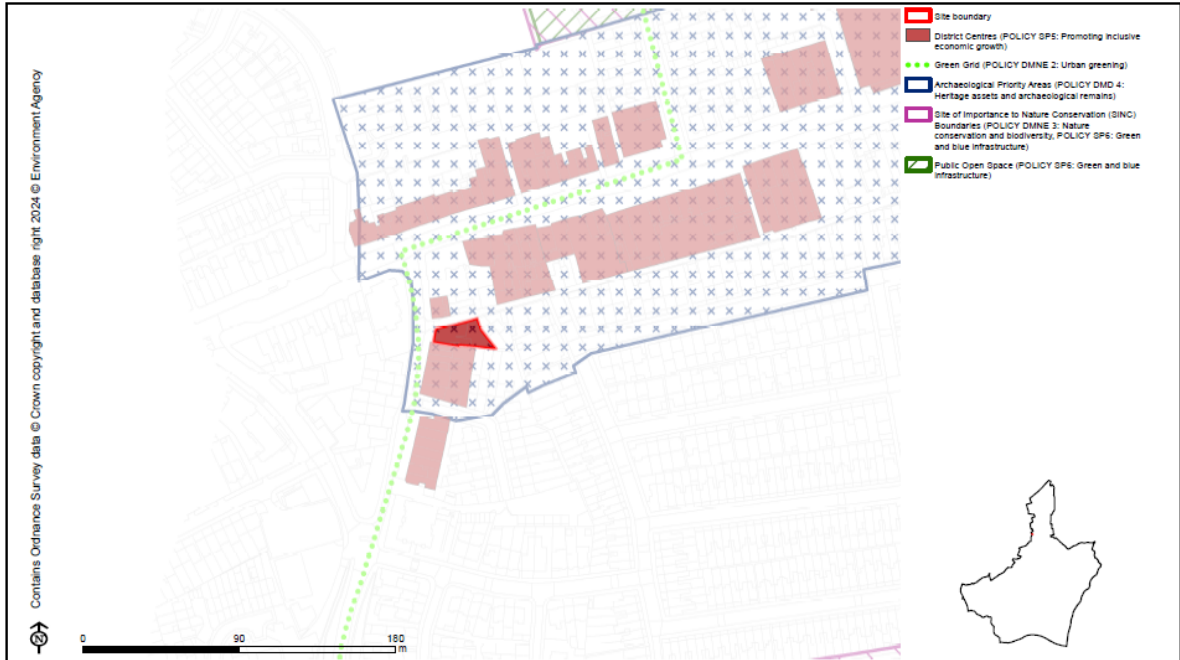 Contains Ordnance Survey data © Crown copyright and database right 2024 © Environment Agency
N
0
90
180
m
Site boundary
District Centres (POLICY SP5: Promoting inclusive
economic growth)
Green Grid (POLICY DMNE 2: Urban greening)
Archaeological Priority Areas (POLICY DMD 4:
Heritage assets and archaeological remains)
Site of Importance to Nature Conservation (SINC)
Boundaries (POLICY DMNE 3: Nature
conservation and biodiversity, POLICY SP6: Green
and blue infrastructure)
Public Open Space (POLICY SP6: Green and blue
infrastructure)